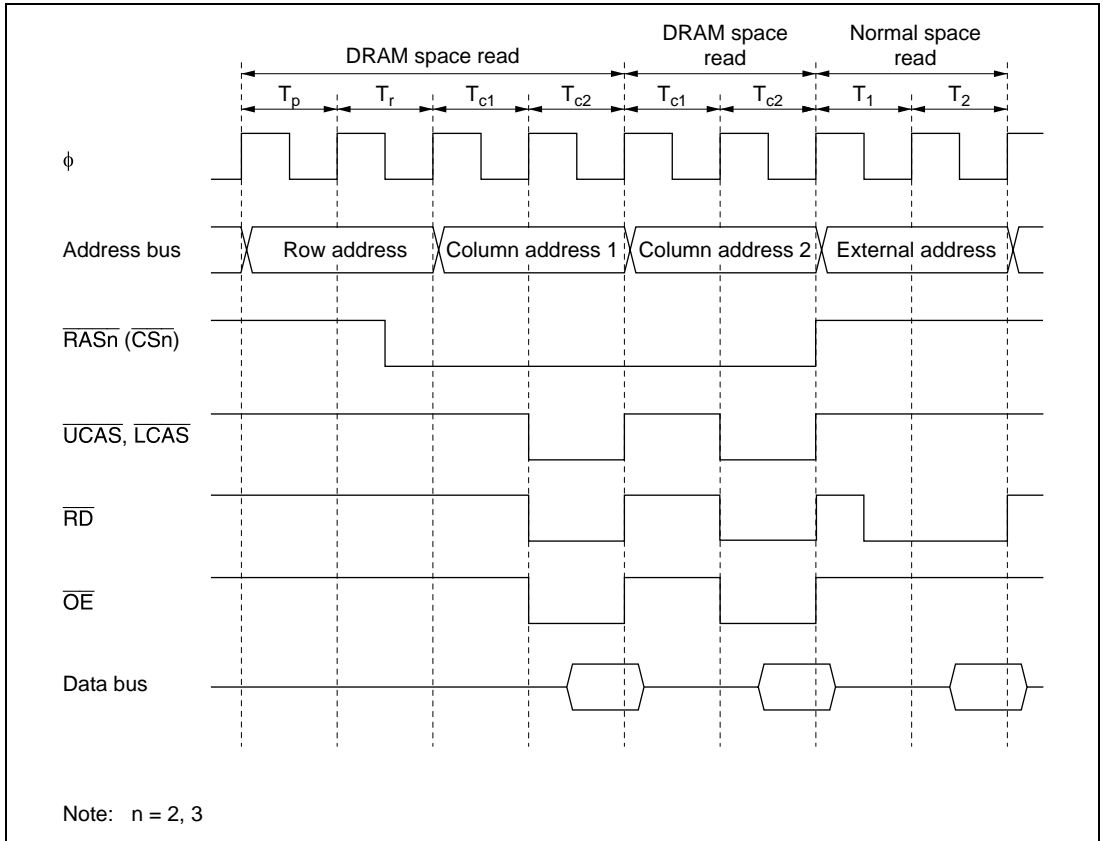 DRAM space read
DRAM space
read
Normal space
read
Tp Tr Tc1 Tc2 Tc1 Tc2 T1 T2
ϕ
Address bus
Row address
Column address 1
Column address 2
External address
RASn (CSn)
UCAS, LCAS
RD
OE
Data bus
Note: n = 2, 3